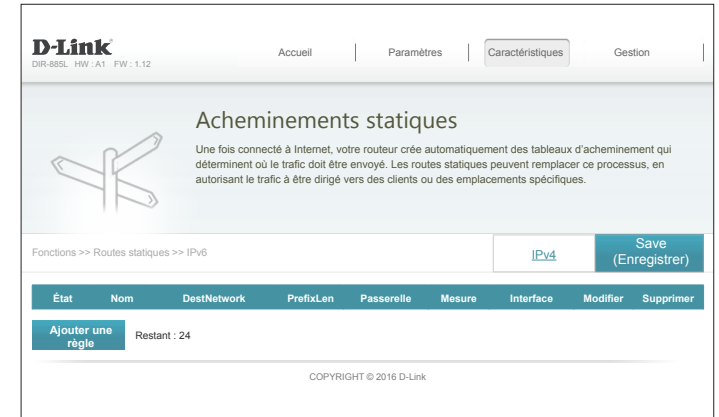 D-Link
DIR-885L HW : A1 FW : 1.12
Accueil
Paramètres
Caractéristiques
Gestion
Acheminements statiques
Une fois connecté à Internet, votre routeur crée automatiquement des tableaux d'acheminement qui
déterminent où le trafic doit être envoyé. Les routes statiques peuvent remplacer ce processus, en
autorisant le trafic à être dirigé vers des clients ou des emplacements spécifiques.
Fonctions >> Routes statiques >> IPv6
IPv4
Save
(Enregistrer)
État Nom DestNetwork PrefixLen Passerelle Mesure Interface Modifier Supprimer
Ajouter une
règle
Restant : 24
COPYRIGHT © 2016 D-Link